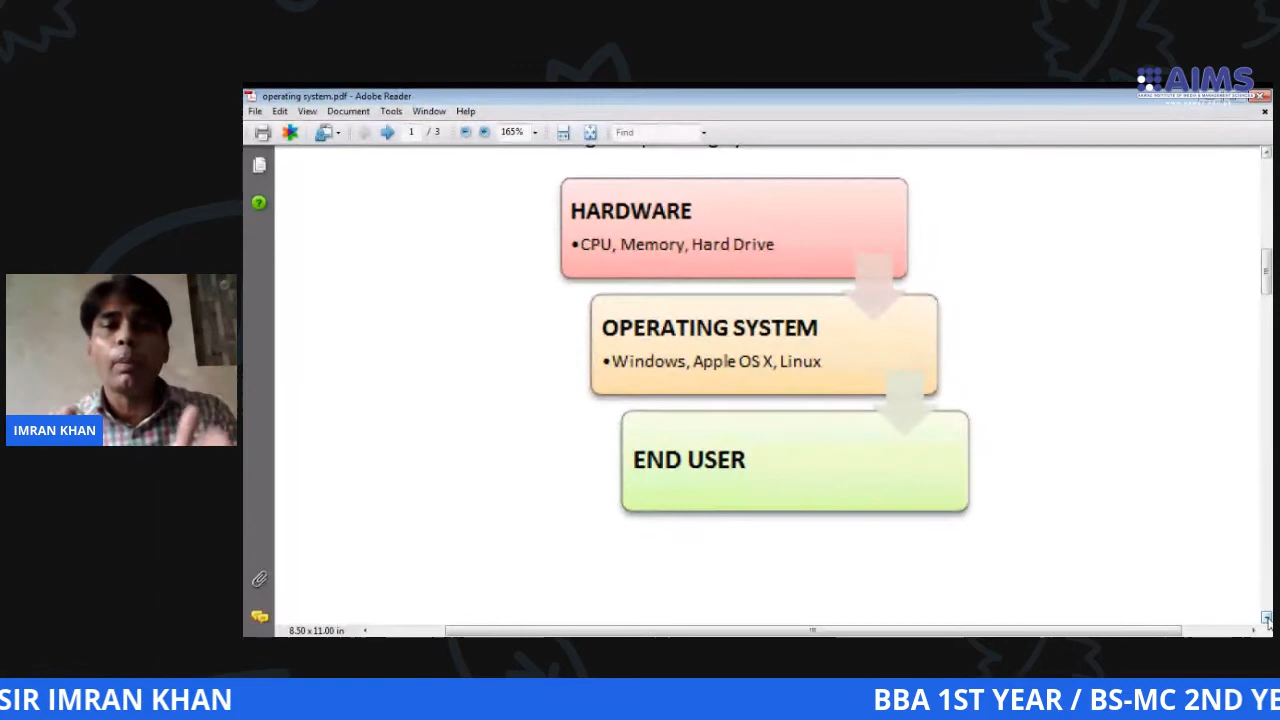 AIMS
operating system.pdf - Adobe Reader
File Edit View Document Tools Window Help
1 / 3 165% Find
HARDWARE
•CPU, Memory, Hard Drive
OPERATING SYSTEM
•Windows, Apple OS X, Linux
END USER
IMRAN KHAN
8.50 x 11.00 in
SIR IMRAN KHAN
BBA 1ST YEAR / BS-MC 2ND YE